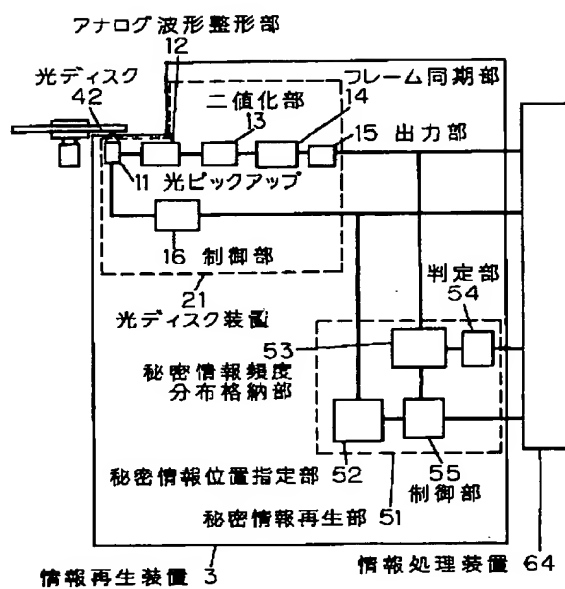 アナログ波形整形部
12
光ディスク
42
フレーム同期部
二値化部
13
14
15 出力部
11 光ピックアップ
16 制御部
21
光ディスク装置
判定部
54
53
秘密情報頻度
分布格納部
秘密情報位置指定部 52
55
制御部
秘密情報再生部 51
情報再生装置 3
情報処理装置 64